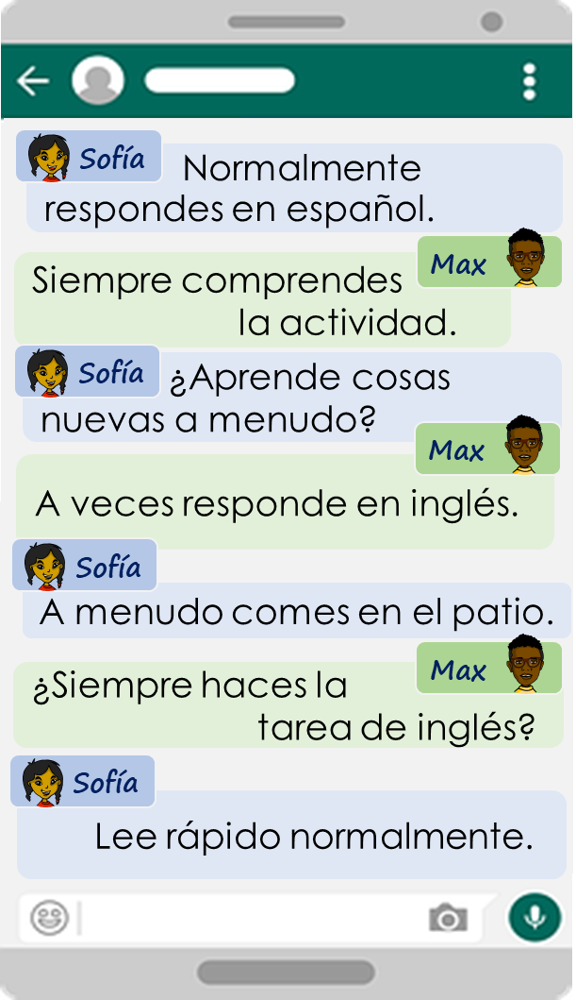 Sofía
Normalmente
respondes en español.
Max
Siempre comprendes
la actividad.
Sofía
¿Aprende cosas
nuevas a menudo?
Max
A veces responde en inglés.
Sofía
A menudo comes en el patio.
Max
¿Siempre haces la
tarea de inglés?
Sofía
Lee rápido normalmente.